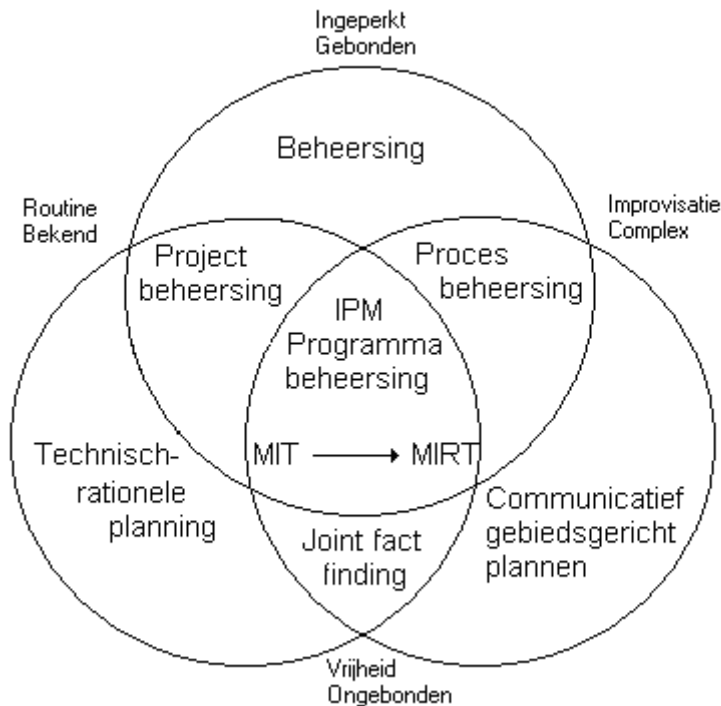 Ingeperkt
Gebonden
Beheersing
Routine
Bekend
Improvisatie
Complex
Project
beheersing
Proces
beheersing
IPM
Programma
beheersing
MIT
MIRT
Technisch-
rationele
planning
Communicatief
gebiedsgericht
plannen
Joint fact
finding
Vrijheid
Ongebonden